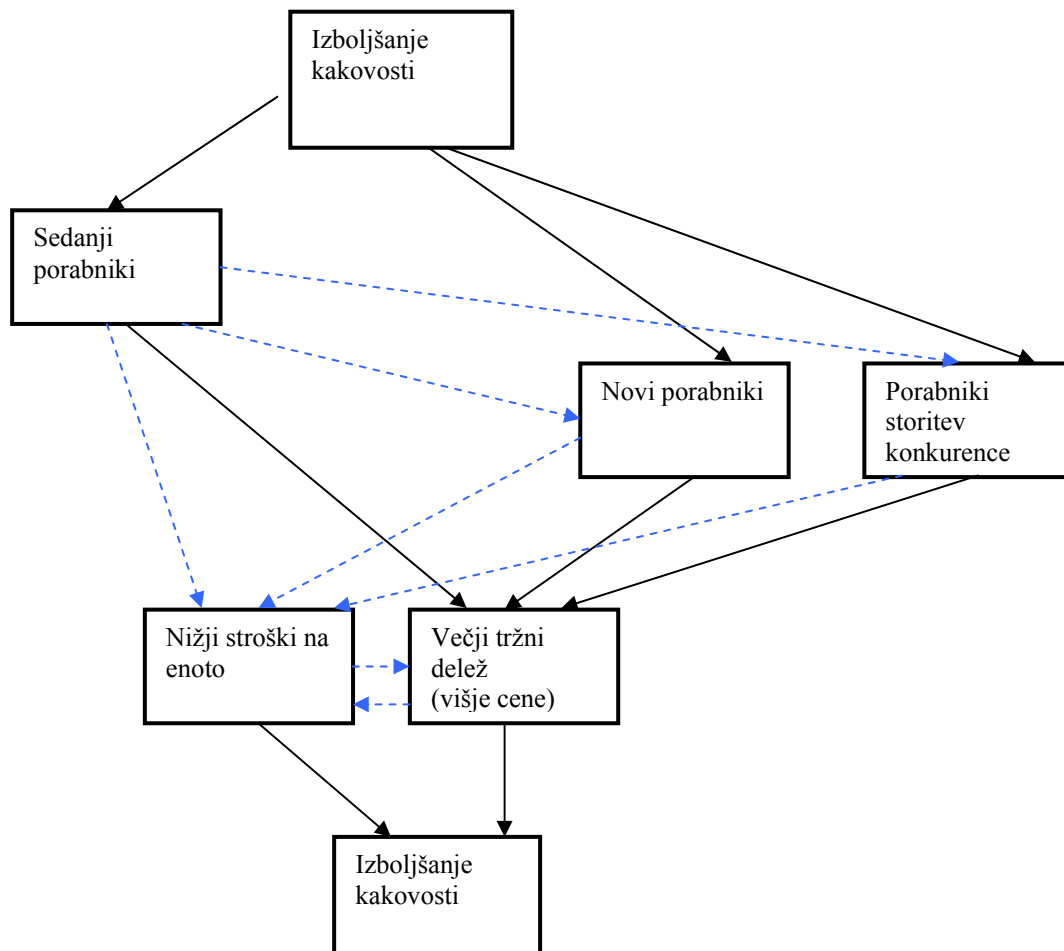 Izboljšanje
kakovosti
Sedanji
porabniki
Novi porabniki
Porabniki
storitev
konkurence
Nižji stroški na
enoto
Večji tržni
delež
(višje cene)
Izboljšanje
kakovosti